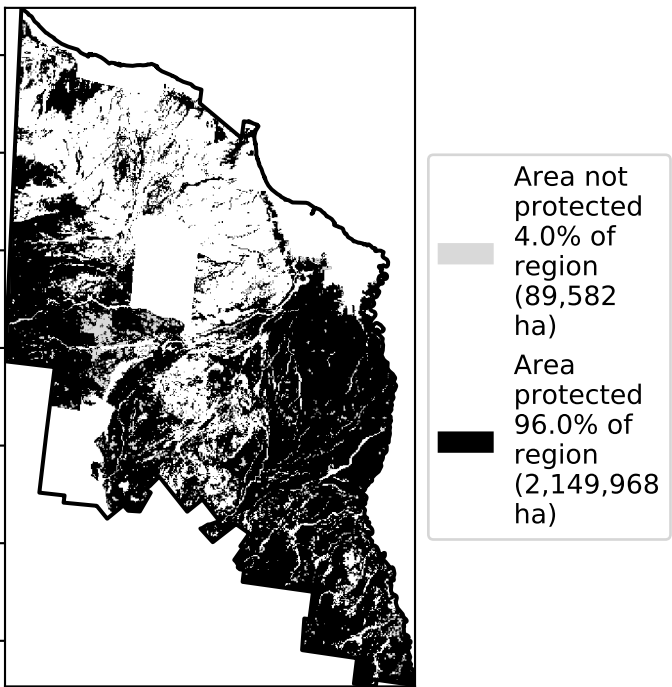 Area not
protected
4.0% of
region
(89,582
ha)
Area
protected
96.0% of
region
(2,149,968
ha)